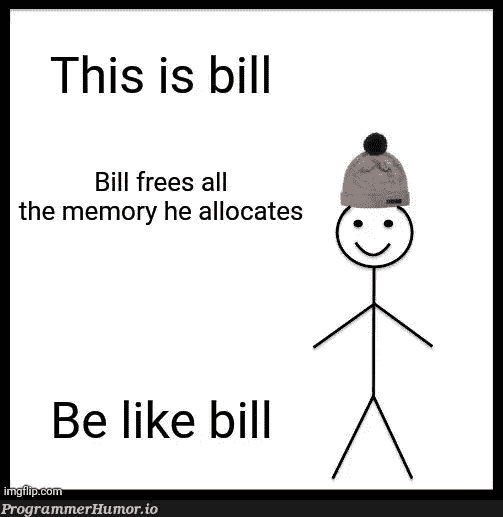 This is bill
Bill frees all
the memory he allocates
Be like bill
imgflip.com
ProgrammerHumor.io